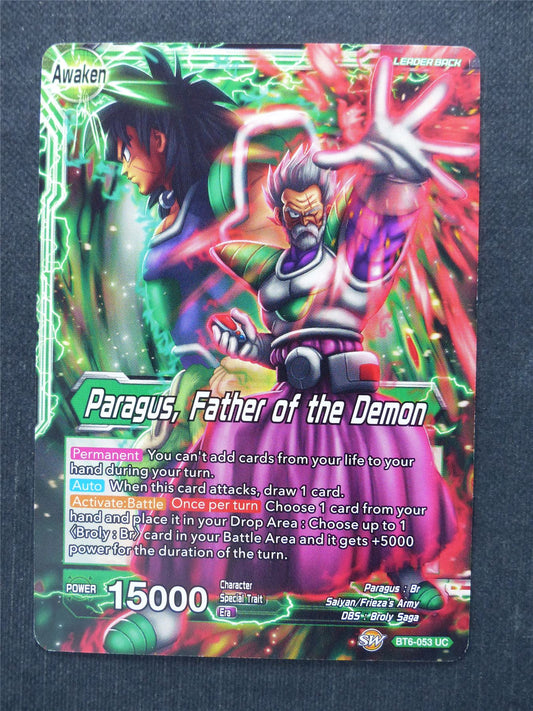 Awaken
LEADER BACK
Paragus, Father of the Demon
Permanent You can't add cards from your life to your
hand during your turn.
Auto When this card attacks, draw 1 card.
Activate:Battle Once per turn Choose 1 card from your
hand and place it in your Drop Area : Choose up to 1
〈Broly : Br〉 card in your Battle Area and it gets +5000
power for the duration of the turn.
POWER 15000
Character Paragus : Br
Special Trait Saiyan/Frieza's Army
Era DBS : Broly Saga
SW BT6-053 UC